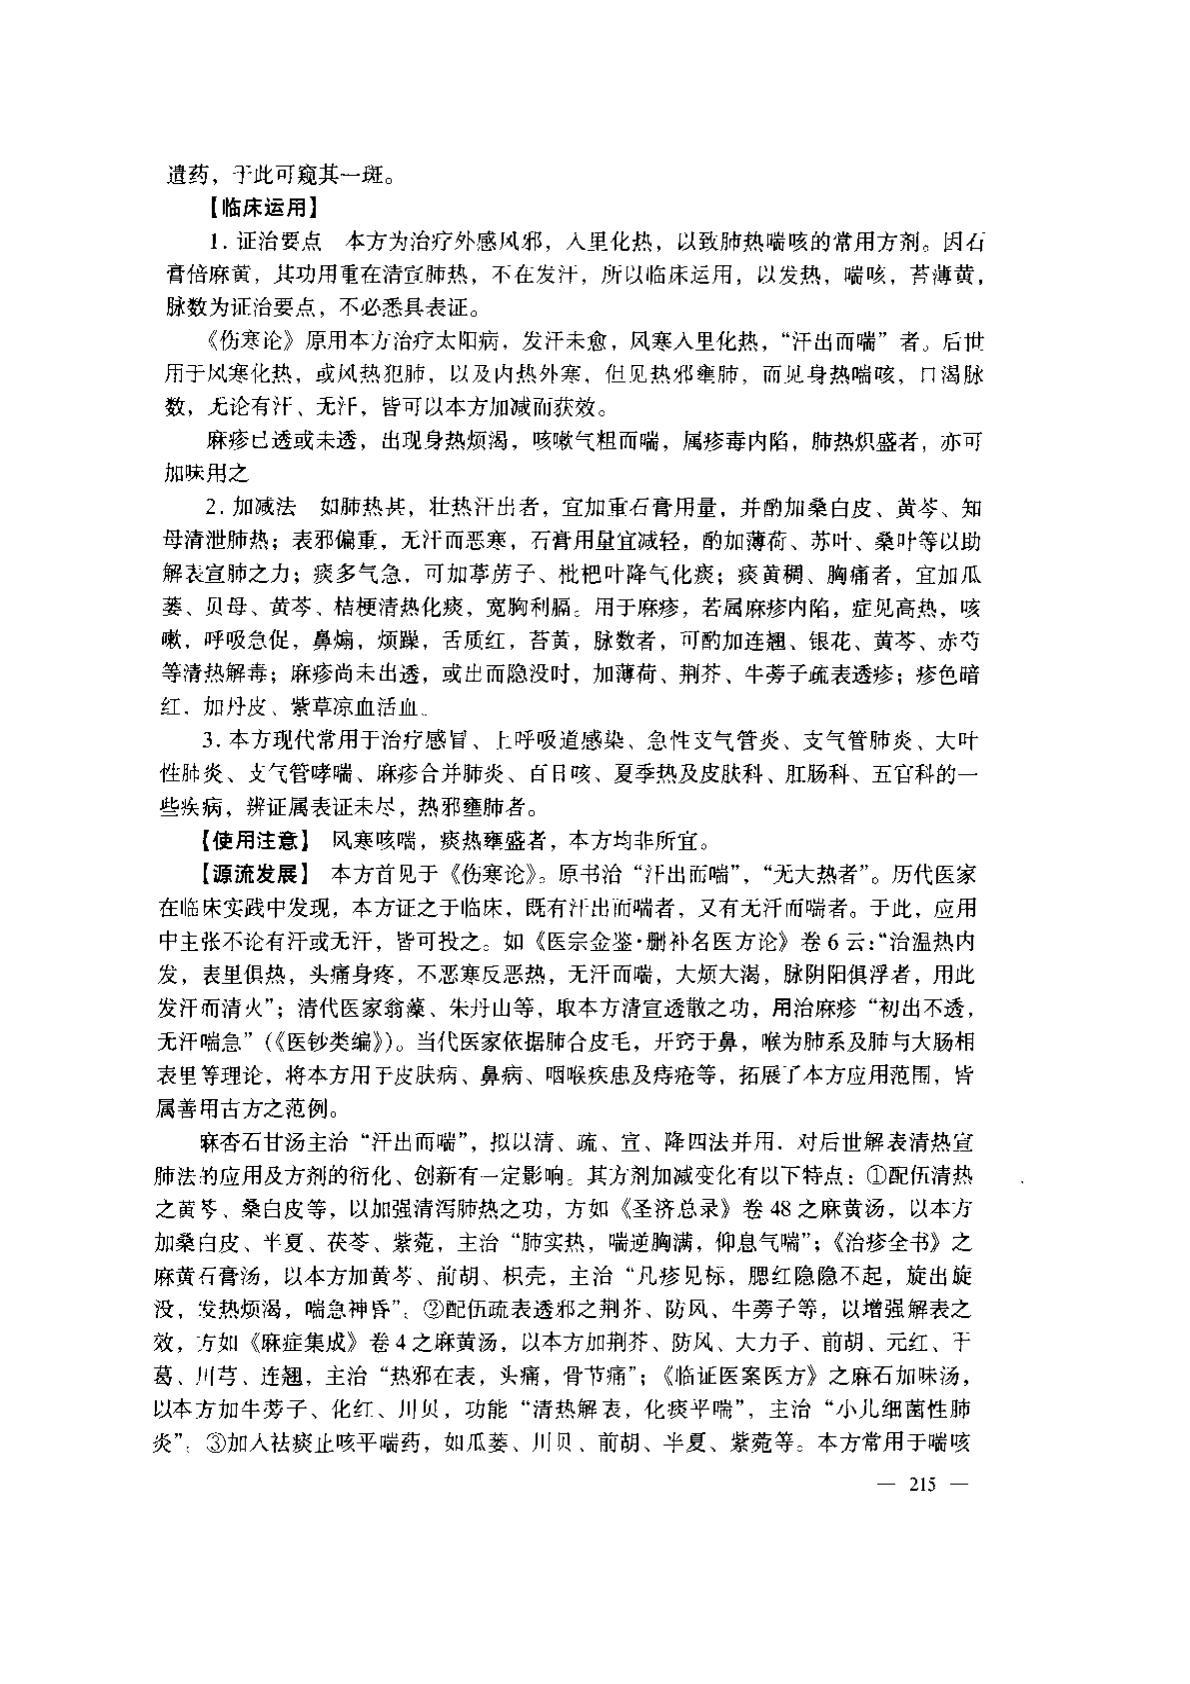 遗药，于此可窥其一斑。
【临床运用】
1. 证治要点　本方为治疗外感风邪，入里化热，以致肺热喘咳的常用方剂。因石
膏倍麻黄，其功用重在清宣肺热，不在发汗，所以临床运用，以发热，喘咳，苔薄黄，
脉数为证治要点，不必悉具表证。
《伤寒论》原用本方治疗太阳病，发汗未愈，风寒入里化热，“汗出而喘”者。后世
用于风寒化热，或风热犯肺，以及内热外寒，但见热邪壅肺，而见身热喘咳，口渴脉
数，无论有汗、无汗，皆可以本方加减而获效。
麻疹已透或未透，出现身热烦渴，咳嗽气粗而喘，属疹毒内陷，肺热炽盛者，亦可
加味用之
2. 加减法　如肺热甚，壮热汗出者，宜加重石膏用量，并酌加桑白皮、黄芩、知
母清泄肺热；表邪偏重，无汗而恶寒，石膏用量宜减轻，酌加薄荷、苏叶、桑叶等以助
解表宣肺之力；痰多气急，可加葶苈子、枇杷叶降气化痰；痰黄稠、胸痛者，宜加瓜
蒌、贝母、黄芩、桔梗清热化痰，宽胸利膈。用于麻疹，若属麻疹内陷，症见高热，咳
嗽，呼吸急促，鼻煽，烦躁，舌质红，苔黄，脉数者，可酌加连翘、银花、黄芩、赤芍
等清热解毒；麻疹尚未出透，或出而隐没时，加薄荷、荆芥、牛蒡子疏表透疹；疹色暗
红，加丹皮、紫草凉血活血。
3. 本方现代常用于治疗感冒、上呼吸道感染、急性支气管炎、支气管肺炎、大叶
性肺炎、支气管哮喘、麻疹合并肺炎、百日咳、夏季热及皮肤科、肛肠科、五官科的一
些疾病，辨证属表证未尽，热邪壅肺者。
【使用注意】　风寒咳喘，痰热壅盛者，本方均非所宜。
【源流发展】　本方首见于《伤寒论》。原书治“汗出而喘”，“无大热者”。历代医家
在临床实践中发现，本方证之于临床，既有汗出而喘者，又有无汗而喘者。于此，应用
中主张不论有汗或无汗，皆可投之。如《医宗金鉴·删补名医方论》卷 6 云：“治温热内
发，表里俱热，头痛身疼，不恶寒反恶热，无汗而喘，大烦大渴，脉阴阳俱浮者，用此
发汗而清火”；清代医家翁藻、朱丹山等，取本方清宣透散之功，用治麻疹“初出不透，
无汗喘急”（《医钞类编》）。当代医家依据肺合皮毛，开窍于鼻，喉为肺系及肺与大肠相
表里等理论，将本方用于皮肤病、鼻病、咽喉疾患及痔疮等，拓展了本方应用范围，皆
属善用古方之范例。
麻杏石甘汤主治“汗出而喘”，拟以清、疏、宣、降四法并用，对后世解表清热宣
肺法的应用及方剂的衍化、创新有一定影响。其方剂加减变化有以下特点：①配伍清热
之黄芩、桑白皮等，以加强清泻肺热之功，方如《圣济总录》卷 48 之麻黄汤，以本方
加桑白皮、半夏、茯苓、紫菀，主治“肺实热，喘逆胸满，仰息气喘”；《治疹全书》之
麻黄石膏汤，以本方加黄芩、前胡、枳壳，主治“凡疹见标，腮红隐隐不起，旋出旋
没，发热烦渴，喘急神昏”。②配伍疏表透邪之荆芥、防风、牛蒡子等，以增强解表之
效，方如《麻症集成》卷 4 之麻黄汤，以本方加荆芥、防风、大力子、前胡、元红、干
葛、川芎、连翘，主治“热邪在表，头痛，骨节痛”；《临证医案医方》之麻石加味汤，
以本方加牛蒡子、化红、川贝，功能“清热解表，化痰平喘”，主治“小儿细菌性肺
炎”。③加入祛痰止咳平喘药，如瓜蒌、川贝、前胡、半夏、紫菀等。本方常用于喘咳
— 215 —